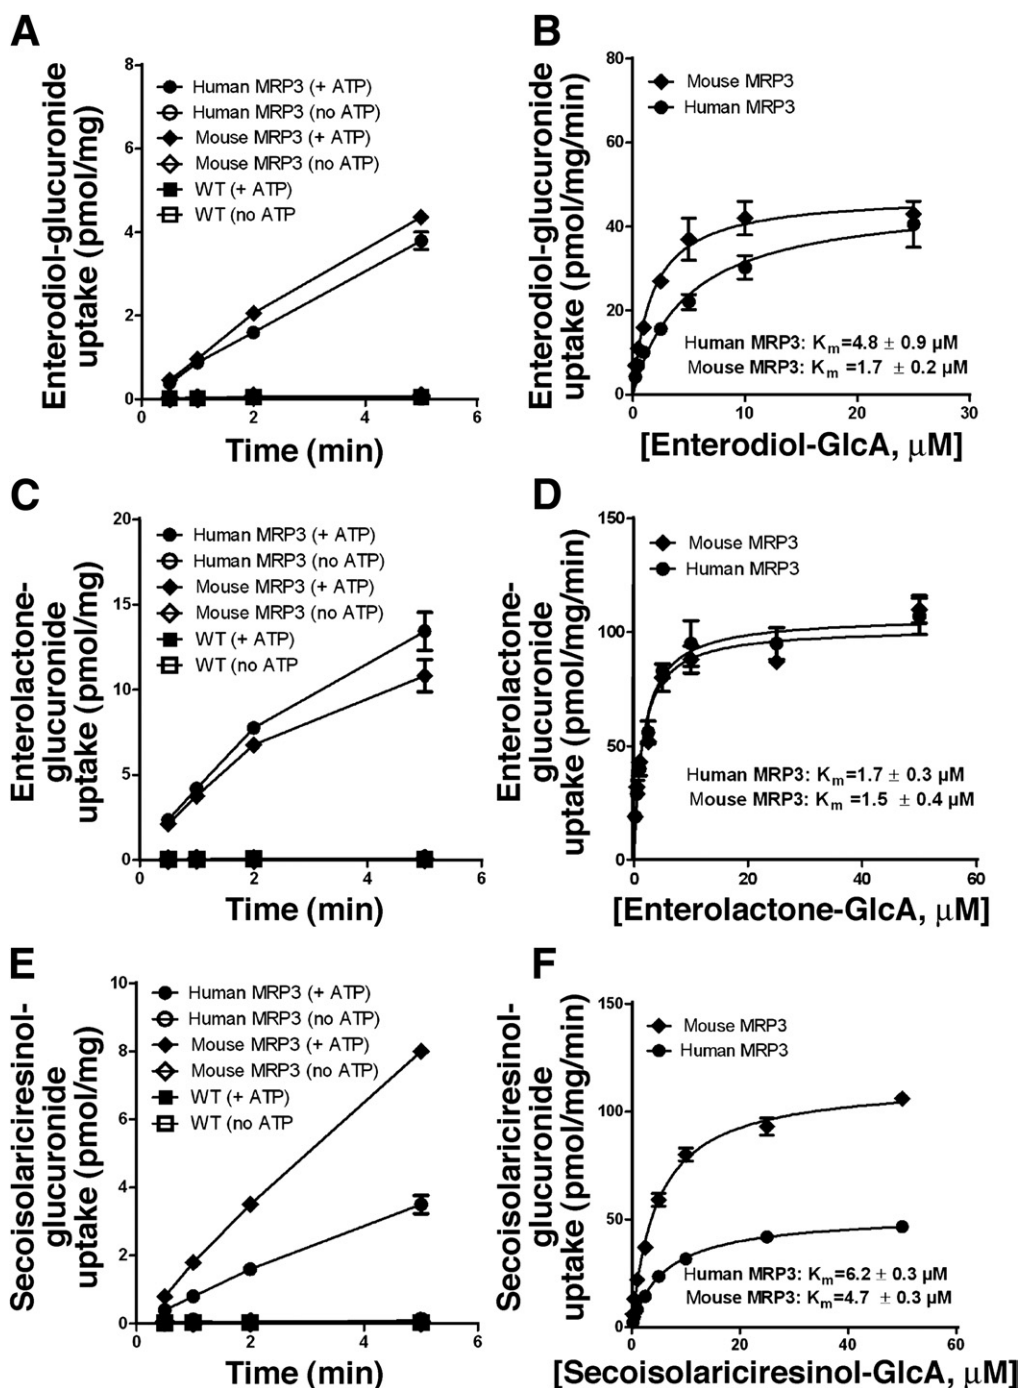 A
Enterodiol-glucuronide
uptake (pmol/mg)
8
6
4
2
0
Human MRP3 (+ ATP)
Human MRP3 (no ATP)
Mouse MRP3 (+ ATP)
Mouse MRP3 (no ATP)
WT (+ ATP)
WT (no ATP
0 2 4 6
Time (min)
B
Enterodiol-glucuronide
uptake (pmol/mg/min)
80
60
40
20
0
Mouse MRP3
Human MRP3
Human MRP3: Km=4.8 ± 0.9 µM
Mouse MRP3: Km =1.7 ± 0.2 µM
0 10 20 30
[Enterodiol-GlcA, µM]
C
Enterolactone-
glucuronide
uptake (pmol/mg)
20
15
10
5
0
Human MRP3 (+ ATP)
Human MRP3 (no ATP)
Mouse MRP3 (+ ATP)
Mouse MRP3 (no ATP)
WT (+ ATP)
WT (no ATP
0 2 4 6
Time (min)
D
Enterolactone-
glucuronide
uptake (pmol/mg/min)
150
100
50
0
Mouse MRP3
Human MRP3
Human MRP3: Km=1.7 ± 0.3 µM
Mouse MRP3: Km =1.5 ± 0.4 µM
0 20 40 60
[Enterolactone-GlcA, µM]
E
Secoisolariciresinol-
glucuronide
uptake (pmol/mg)
10
8
6
4
2
0
Human MRP3 (+ ATP)
Human MRP3 (no ATP)
Mouse MRP3 (+ ATP)
Mouse MRP3 (no ATP)
WT (+ ATP)
WT (no ATP
0 2 4 6
Time (min)
F
Secoisolariciresinol-
glucuronide
uptake (pmol/mg/min)
150
100
50
0
Mouse MRP3
Human MRP3
Human MRP3: Km=6.2 ± 0.3 µM
Mouse MRP3: Km=4.7 ± 0.3 µM
0 20 40 60
[Secoisolariciresinol-GlcA, µM]